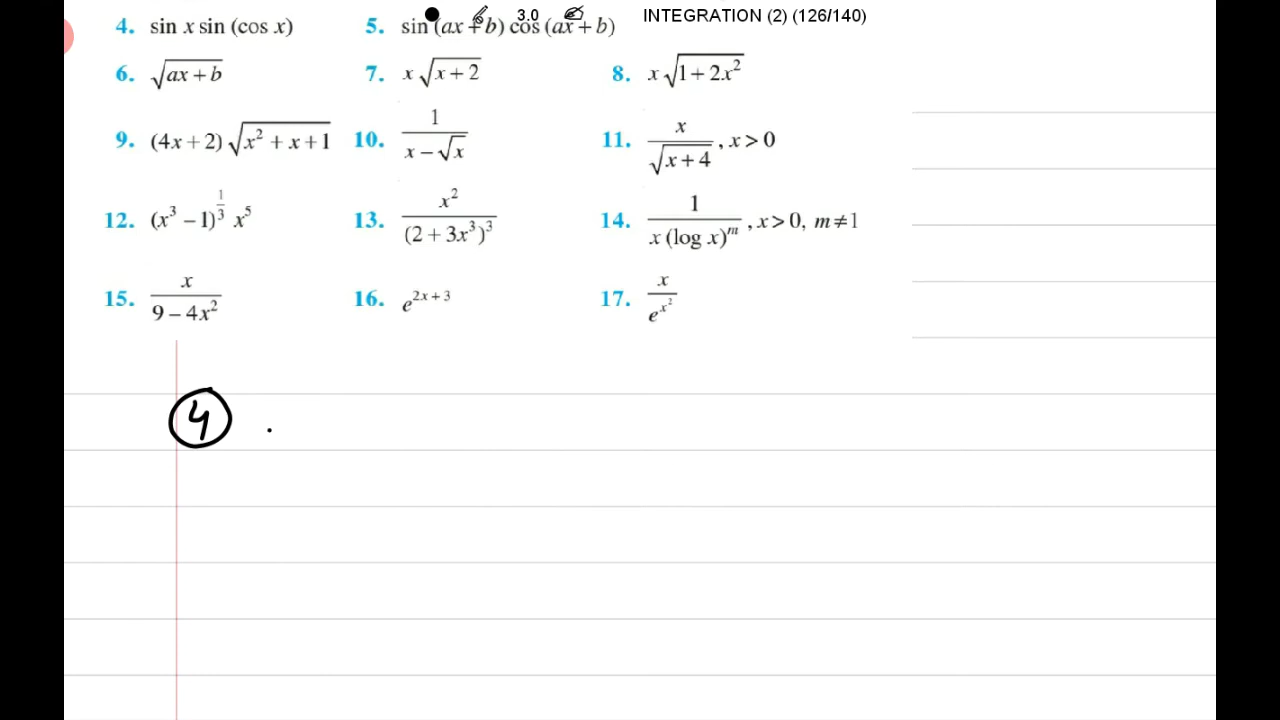 3.0 INTEGRATION (2) (126/140)
4. sin x sin (cos x) 5. sin (ax + b) cos (ax + b)
6. √(ax + b) 7. x √(x + 2) 8. x √(1 + 2x²)
9. (4x + 2) √(x² + x + 1) 10. 1/(x – √x) 11. x/√(x + 4) , x > 0
12. (x³ – 1)^(1/3) x⁵ 13. x²/(2 + 3x³)³ 14. 1/(x (log x)^m) , x > 0, m ≠ 1
15. x/(9 – 4x²) 16. e^(2x + 3) 17. x/e^(x²)
4 .